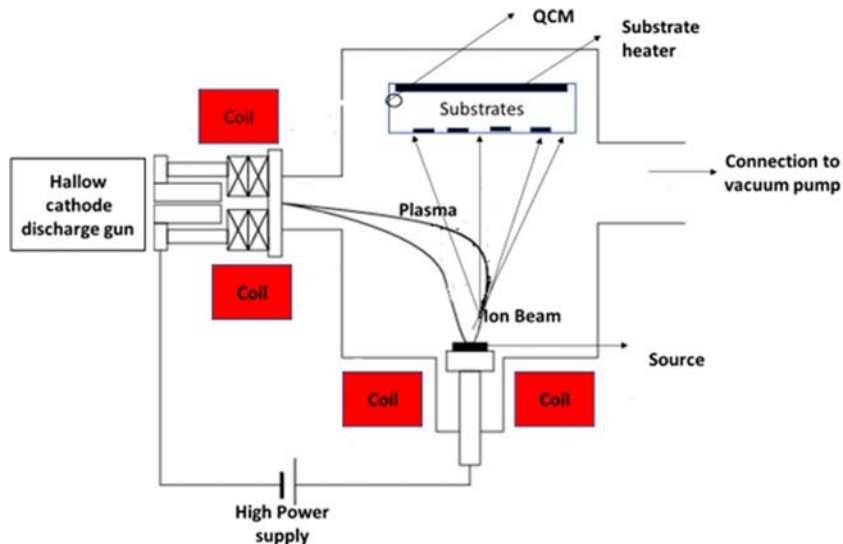 QCM
Substrate
heater
Coil
Substrates
Hallow
cathode
discharge gun
Connection to
vacuum pump
Plasma
Coil
Ion Beam
Source
Coil
Coil
High Power
supply